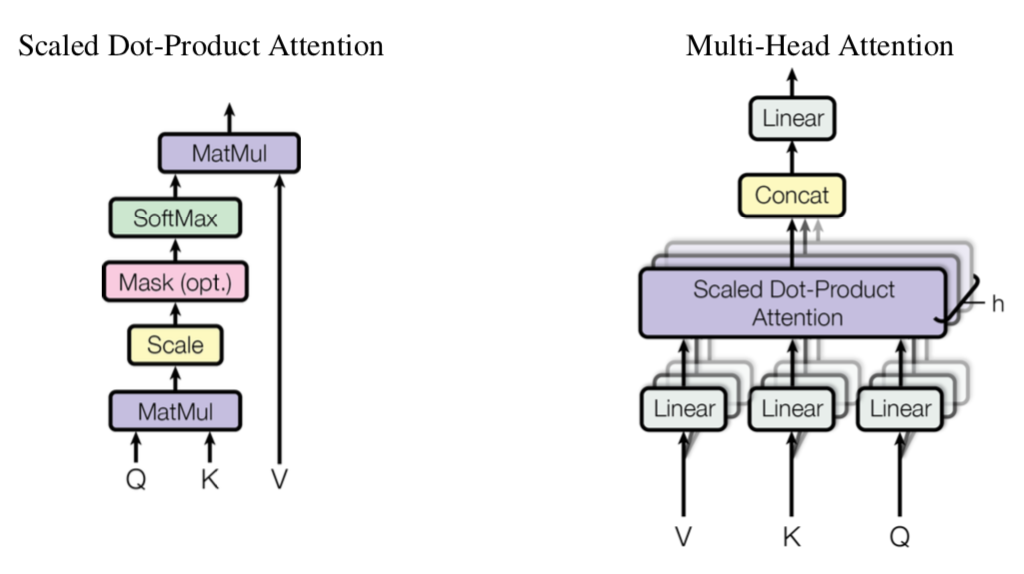 Scaled Dot-Product Attention
MatMul
SoftMax
Mask (opt.)
Scale
MatMul
Q K V
Multi-Head Attention
Linear
Concat
Scaled Dot-Product
Attention
h
Linear Linear Linear
V K Q